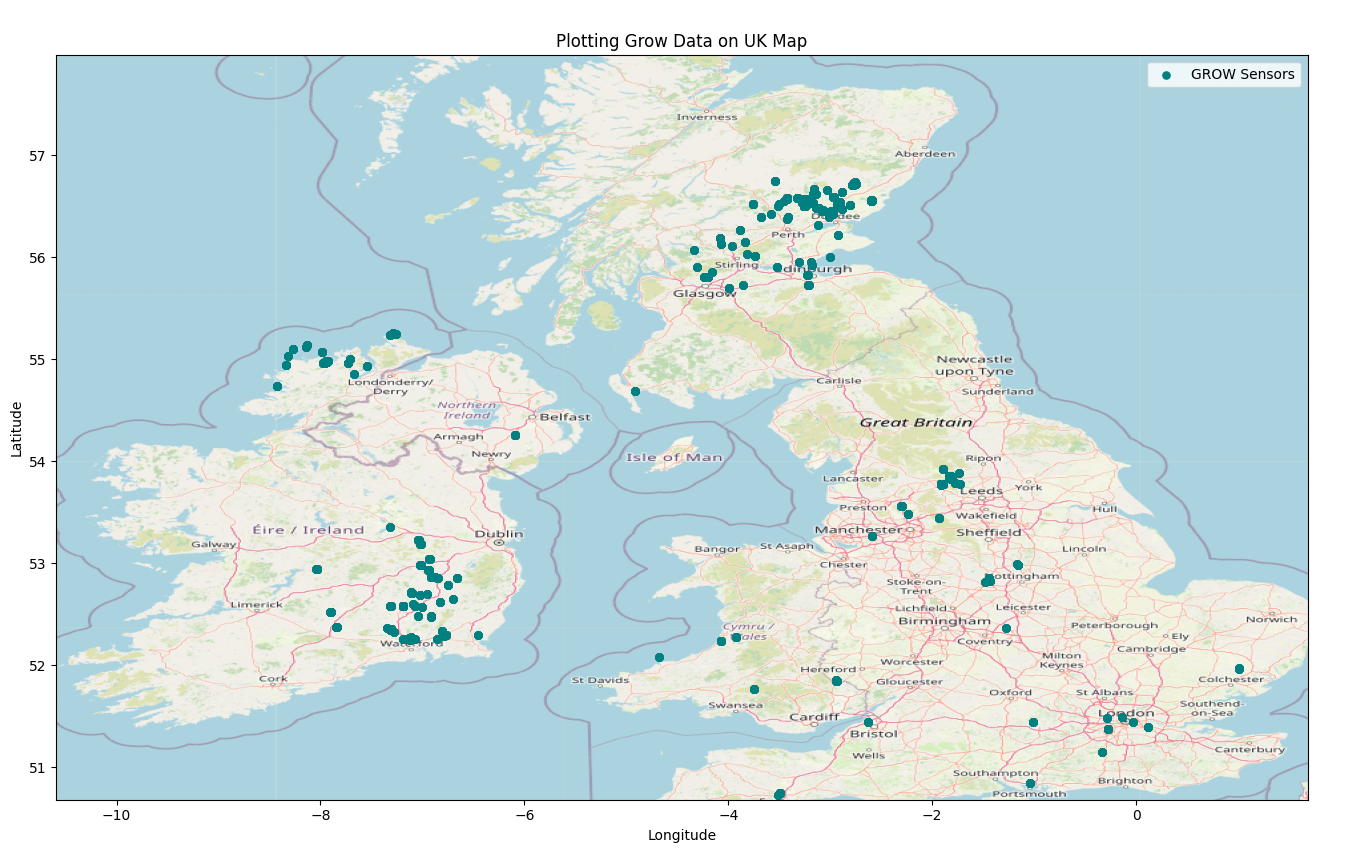 Plotting Grow Data on UK Map
GROW Sensors
Inverness
Aberdeen
Dundee
Perth
Stirling
Edinburgh
Glasgow
Londonderry/
Derry
Northern
Ireland
Belfast
Armagh
Newry
Newcastle
upon Tyne
Sunderland
Carlisle
Great Britain
Isle of Man
Ripon
Lancaster
Leeds
York
Preston
Wakefield
Hull
Manchester
Sheffield
Éire / Ireland
Dublin
Galway
Bangor
St Asaph
Chester
Lincoln
Stoke-on-
Trent
Nottingham
Limerick
Lichfield
Leicester
Birmingham
Peterborough
Norwich
Cymru /
Wales
Coventry
Ely
Cambridge
Waterford
Milton
Keynes
Worcester
Hereford
Cork
St Davids
Gloucester
Oxford
St Albans
Colchester
Swansea
Southend-
on-Sea
London
Cardiff
Bristol
Wells
Canterbury
Southampton
Brighton
Portsmouth
57
56
55
54
53
52
51
Latitude
−10
−8
−6
−4
−2
0
Longitude